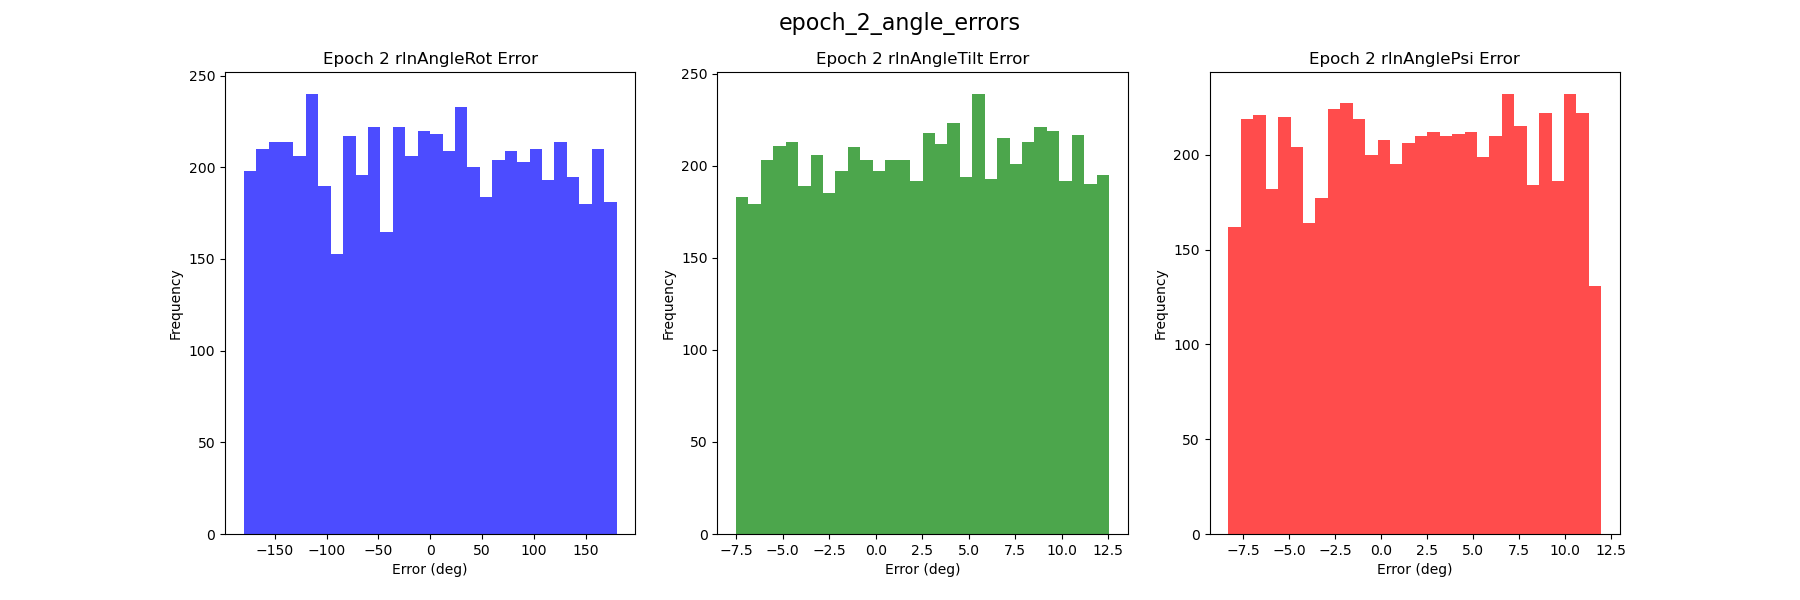 epoch_2_angle_errors
Epoch 2 rlnAngleRot Error
250
200
150
100
50
0
Frequency
−150 −100 −50 0 50 100 150
Error (deg)
Epoch 2 rlnAngleTilt Error
250
200
150
100
50
0
Frequency
−7.5 −5.0 −2.5 0.0 2.5 5.0 7.5 10.0 12.5
Error (deg)
Epoch 2 rlnAnglePsi Error
200
150
100
50
0
Frequency
−7.5 −5.0 −2.5 0.0 2.5 5.0 7.5 10.0 12.5
Error (deg)